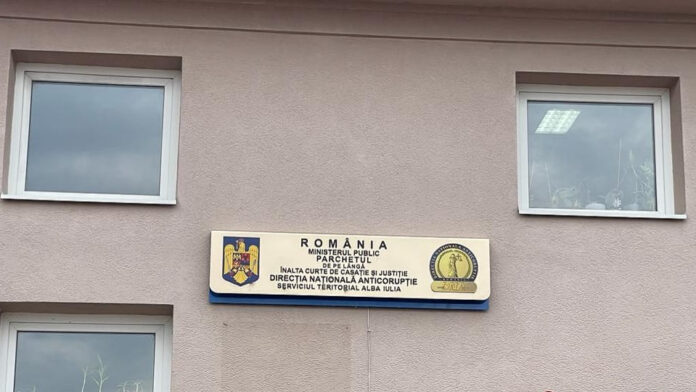 ROMÂNIA
MINISTERUL PUBLIC
PARCHETUL
DE PE LÂNGĂ
ÎNALTA CURTE DE CASAȚIE ȘI JUSTIȚIE
DIRECȚIA NAȚIONALĂ ANTICORUPȚIE
SERVICIUL TERITORIAL ALBA IULIA